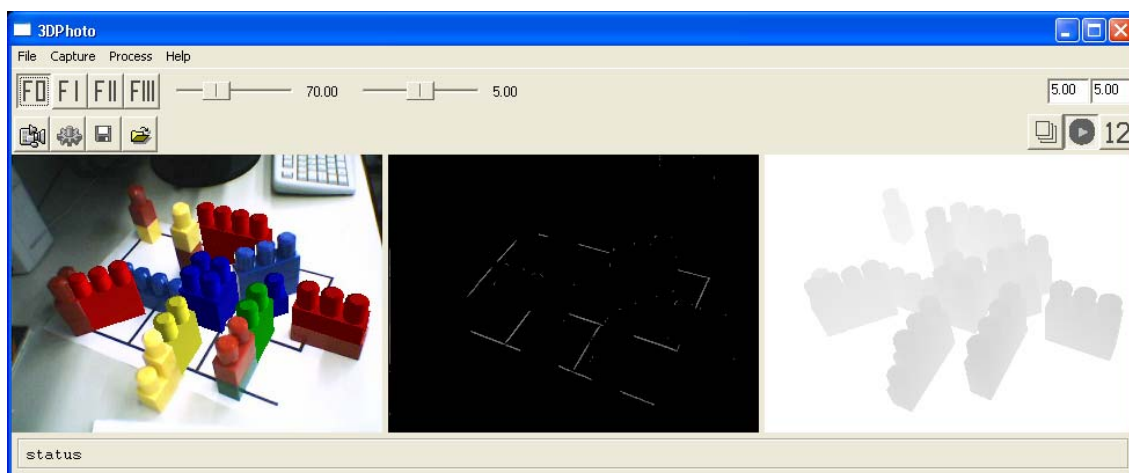 3DPhoto
File Capture Process Help
F0 FI FII FIII 70.00 5.00 5.00 5.00
12
status